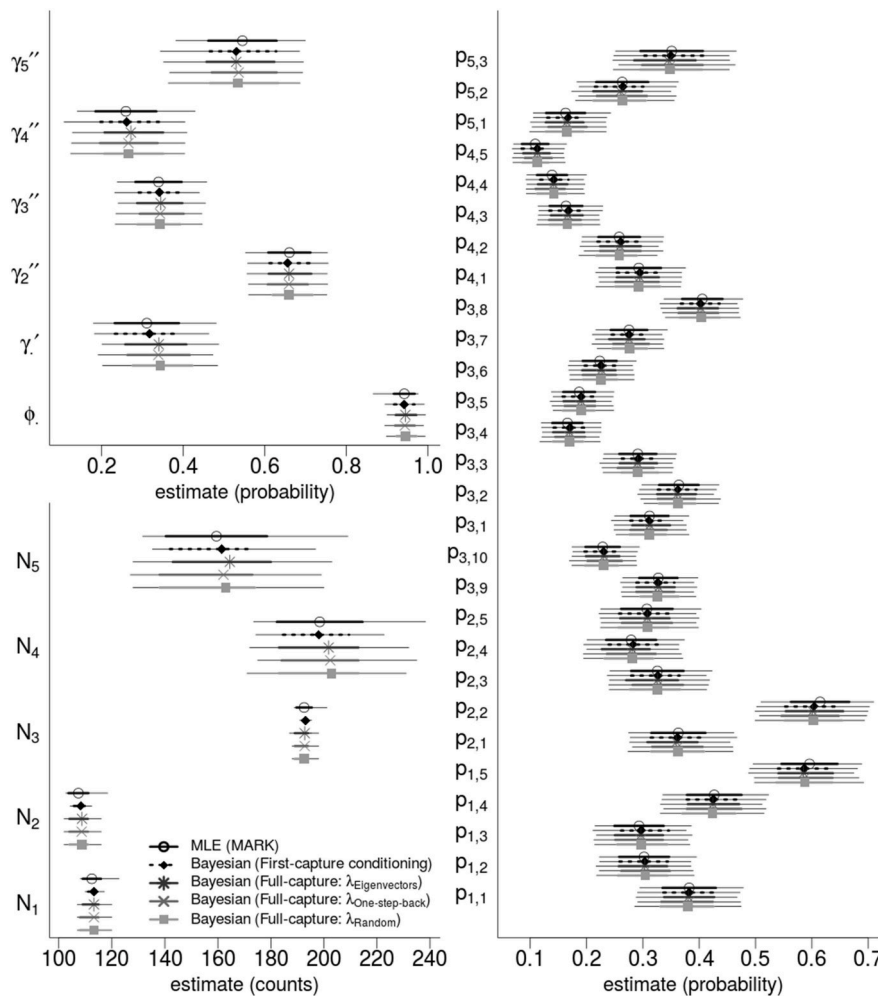 γ₅′′
γ₄′′
γ₃′′
γ₂′′
γ.′
ϕ.
0.2 0.4 0.6 0.8 1.0
estimate (probability)
N₅
N₄
N₃
N₂
N₁
MLE (MARK)
Bayesian (First-capture conditioning)
Bayesian (Full-capture: λEigenvectors)
Bayesian (Full-capture: λOne-step-back)
Bayesian (Full-capture: λRandom)
100 120 140 160 180 200 220 240
estimate (counts)
p5,3
p5,2
p5,1
p4,5
p4,4
p4,3
p4,2
p4,1
p3,8
p3,7
p3,6
p3,5
p3,4
p3,3
p3,2
p3,1
p3,10
p3,9
p2,5
p2,4
p2,3
p2,2
p2,1
p1,5
p1,4
p1,3
p1,2
p1,1
0.1 0.2 0.3 0.4 0.5 0.6 0.7
estimate (probability)